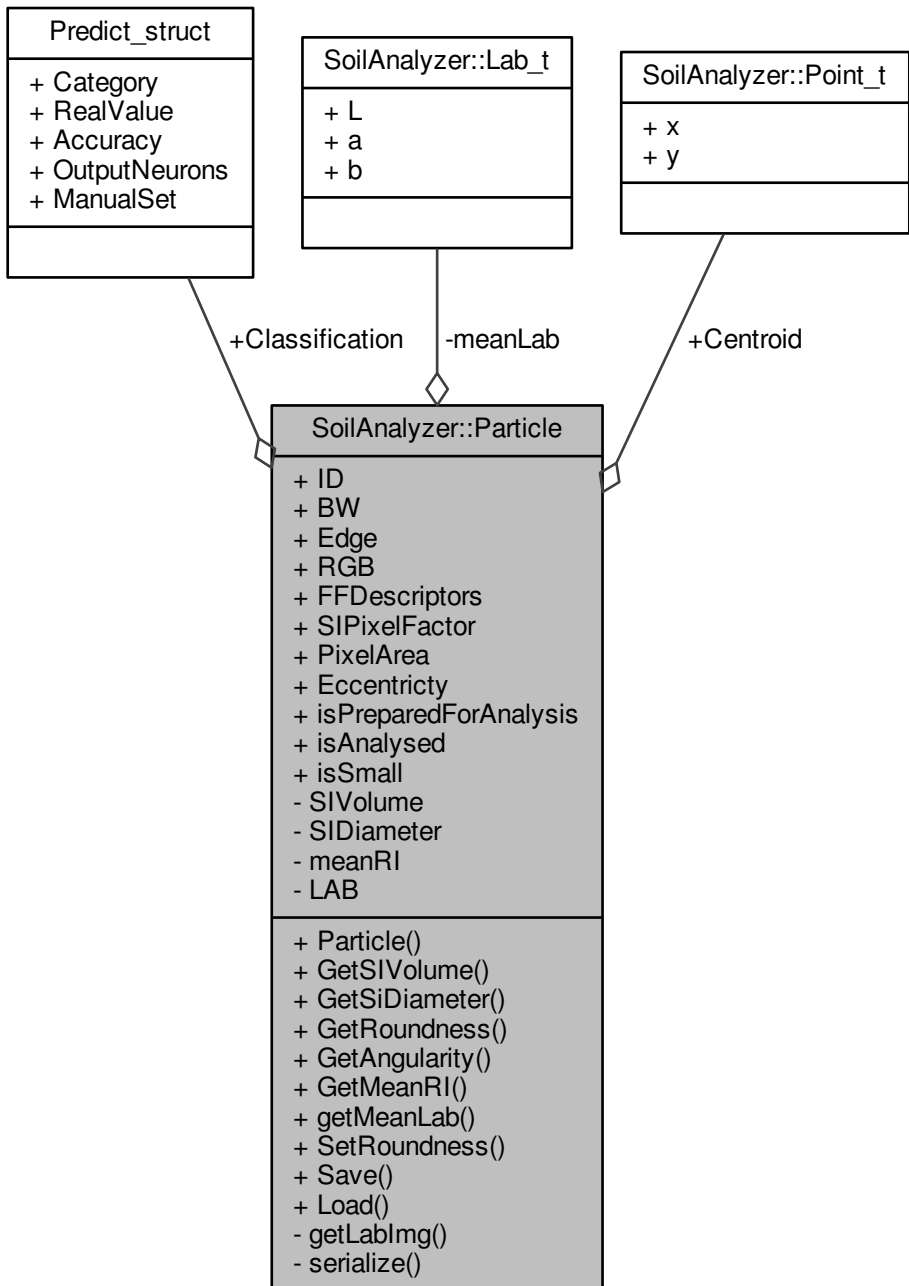 Predict_struct
+ Category
+ RealValue
+ Accuracy
+ OutputNeurons
+ ManualSet
SoilAnalyzer::Lab_t
+ L
+ a
+ b
SoilAnalyzer::Point_t
+ x
+ y
+Classification
-meanLab
+Centroid
SoilAnalyzer::Particle
+ ID
+ BW
+ Edge
+ RGB
+ FFDescriptors
+ SIPixelFactor
+ PixelArea
+ Eccentricty
+ isPreparedForAnalysis
+ isAnalysed
+ isSmall
- SIVolume
- SIDiameter
- meanRI
- LAB
+ Particle()
+ GetSIVolume()
+ GetSiDiameter()
+ GetRoundness()
+ GetAngularity()
+ GetMeanRI()
+ getMeanLab()
+ SetRoundness()
+ Save()
+ Load()
- getLabImg()
- serialize()